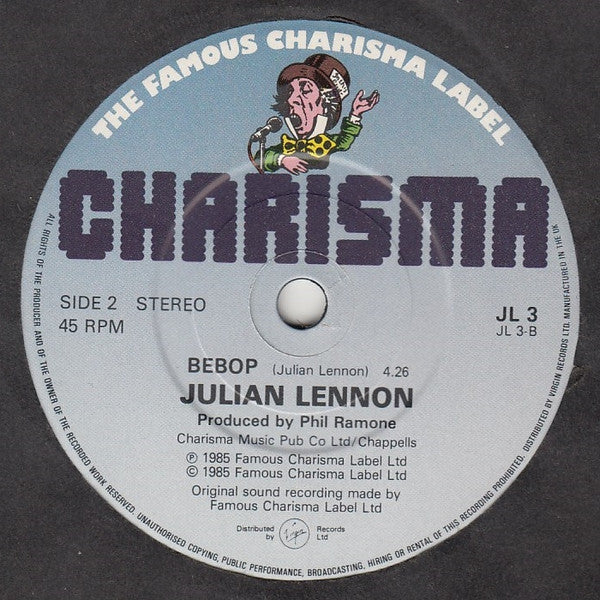 THE FAMOUS CHARISMA LABEL
CHARISMA
SIDE 2 STEREO
45 RPM
JL 3
JL 3-B
BEBOP (Julian Lennon) 4.26
JULIAN LENNON
Produced by Phil Ramone
Charisma Music Pub Co Ltd/Chappells
℗ 1985 Famous Charisma Label Ltd
© 1985 Famous Charisma Label Ltd
Original sound recording made by
Famous Charisma Label Ltd
Distributed by Virgin Records Ltd
ALL RIGHTS OF THE PRODUCER AND OF THE OWNER OF THE RECORDED WORK RESERVED. UNAUTHORISED COPYING, PUBLIC PERFORMANCE, BROADCASTING, HIRING OR RENTAL OF THIS RECORDING PROHIBITED. DISTRIBUTED BY VIRGIN RECORDS LTD. MANUFACTURED IN THE UK